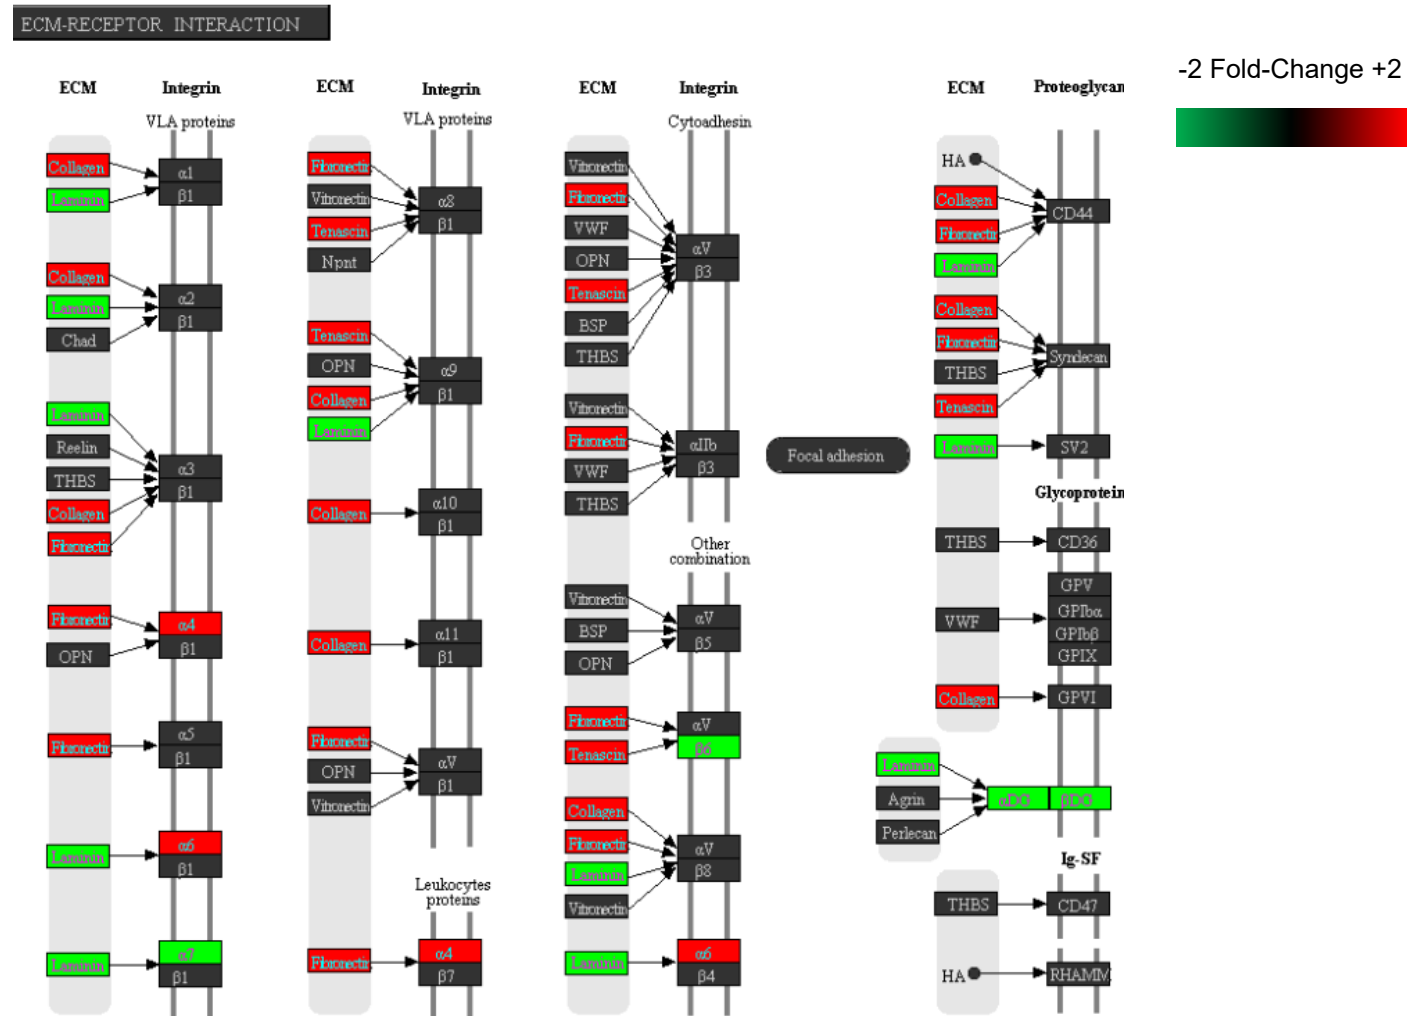 ECM-RECEPTOR INTERACTION
-2 Fold-Change +2
ECM
Integrin
VLA proteins
Collagen
Laminin
α1
β1
Collagen
Laminin
Chad
α2
β1
Laminin
Reelin
THBS
Collagen
Fibronectin
α3
β1
Fibronectin
OPN
α4
β1
Fibronectin
α5
β1
Laminin
α6
β1
Laminin
α7
β1
ECM
Integrin
VLA proteins
Fibronectin
Vitronectin
Tenascin
Npnt
α8
β1
Tenascin
OPN
Collagen
Laminin
α9
β1
Collagen
α10
β1
Collagen
α11
β1
Fibronectin
OPN
Vitronectin
αV
β1
Leukocytes
proteins
Fibronectin
α4
β7
ECM
Integrin
Cytoadhesin
Vitronectin
Fibronectin
VWF
OPN
Tenascin
BSP
THBS
αV
β3
Vitronectin
Fibronectin
VWF
THBS
αIIb
β3
Other
combination
Vitronectin
BSP
OPN
αV
β5
Fibronectin
Tenascin
αV
β6
Collagen
Fibronectin
Laminin
Vitronectin
αV
β8
Laminin
α6
β4
Focal adhesion
ECM
Proteoglycan
HA
Collagen
Fibronectin
Laminin
CD44
Collagen
Fibronectin
THBS
Tenascin
Syndecan
Laminin
SV2
Glycoprotein
THBS
CD36
VWF
GPV
GPIbα
GPIbβ
GPIX
Collagen
GPVI
Laminin
Agrin
Perlecan
αDG
βDG
Ig-SF
THBS
CD47
HA
RHAMM